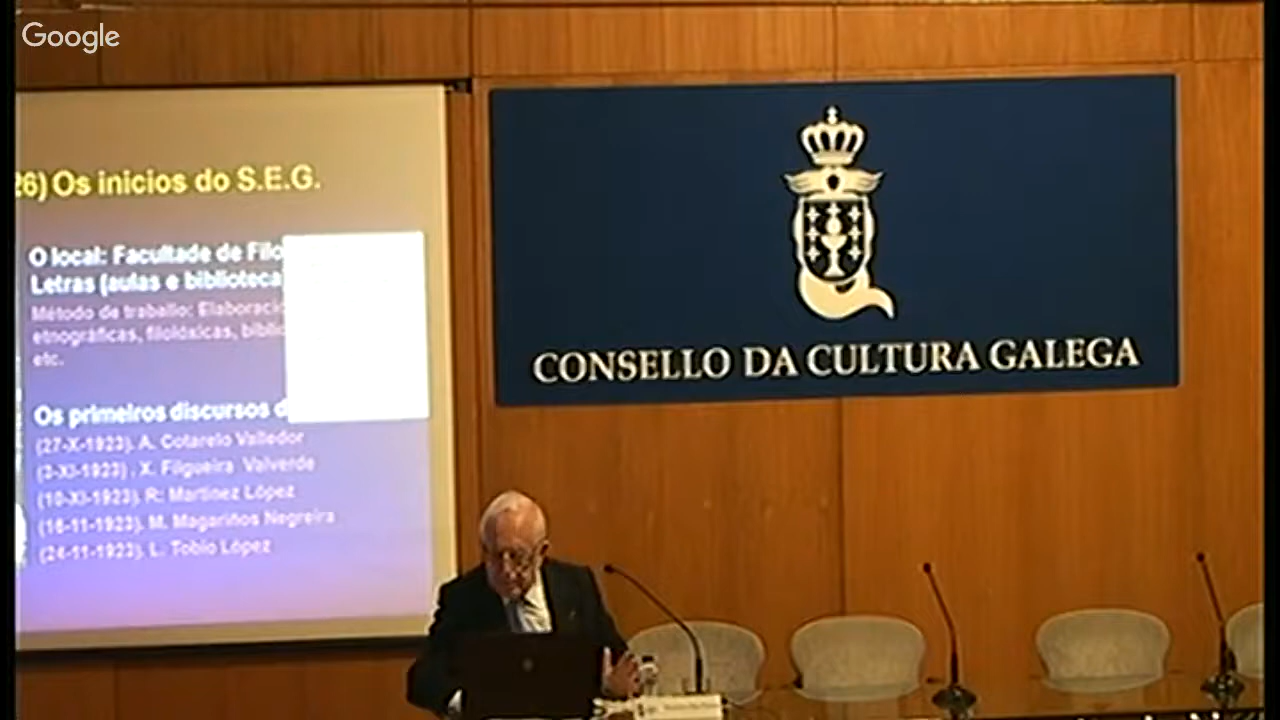 Google
26) Os inicios do S.E.G.
O local: Facultade de Filo
Letras (aulas e biblioteca
Método de traballo: Elaboració
etnográficas, filolóxicas, biblio
etc.
Os primeiros discursos d
(27-X-1923). A. Cotarelo Valledor
(3-XI-1923) . X. Filgueira Valverde
(10-XI-1923). R. Martínez López
(16-11-1923). M. Magariños Negreira
(24-11-1923). L. Tobío López
CONSELLO DA CULTURA GALEGA